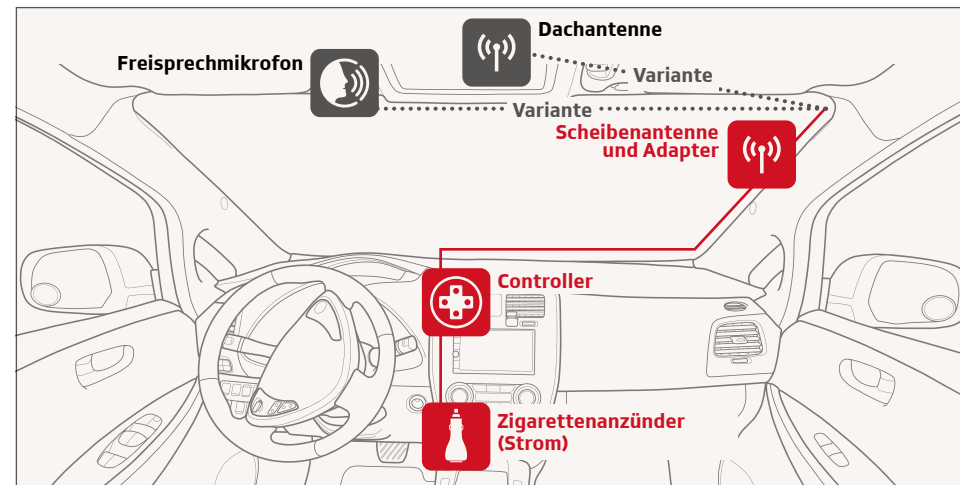 Dachantenne
Freisprechmikrofon
Variante
Variante
Scheibenantenne
und Adapter
Controller
Zigarettenanzünder
(Strom)